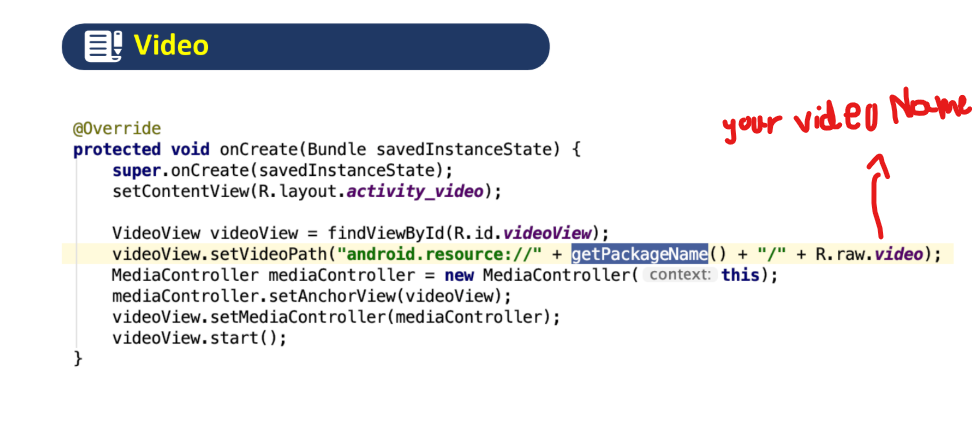 Video
your video Name
@Override
protected void onCreate(Bundle savedInstanceState) {
super.onCreate(savedInstanceState);
setContentView(R.layout.activity_video);
VideoView videoView = findViewById(R.id.videoView);
videoView.setVideoPath("android.resource://" + getPackageName() + "/" + R.raw.video);
MediaController mediaController = new MediaController( context: this);
mediaController.setAnchorView(videoView);
videoView.setMediaController(mediaController);
videoView.start();
}